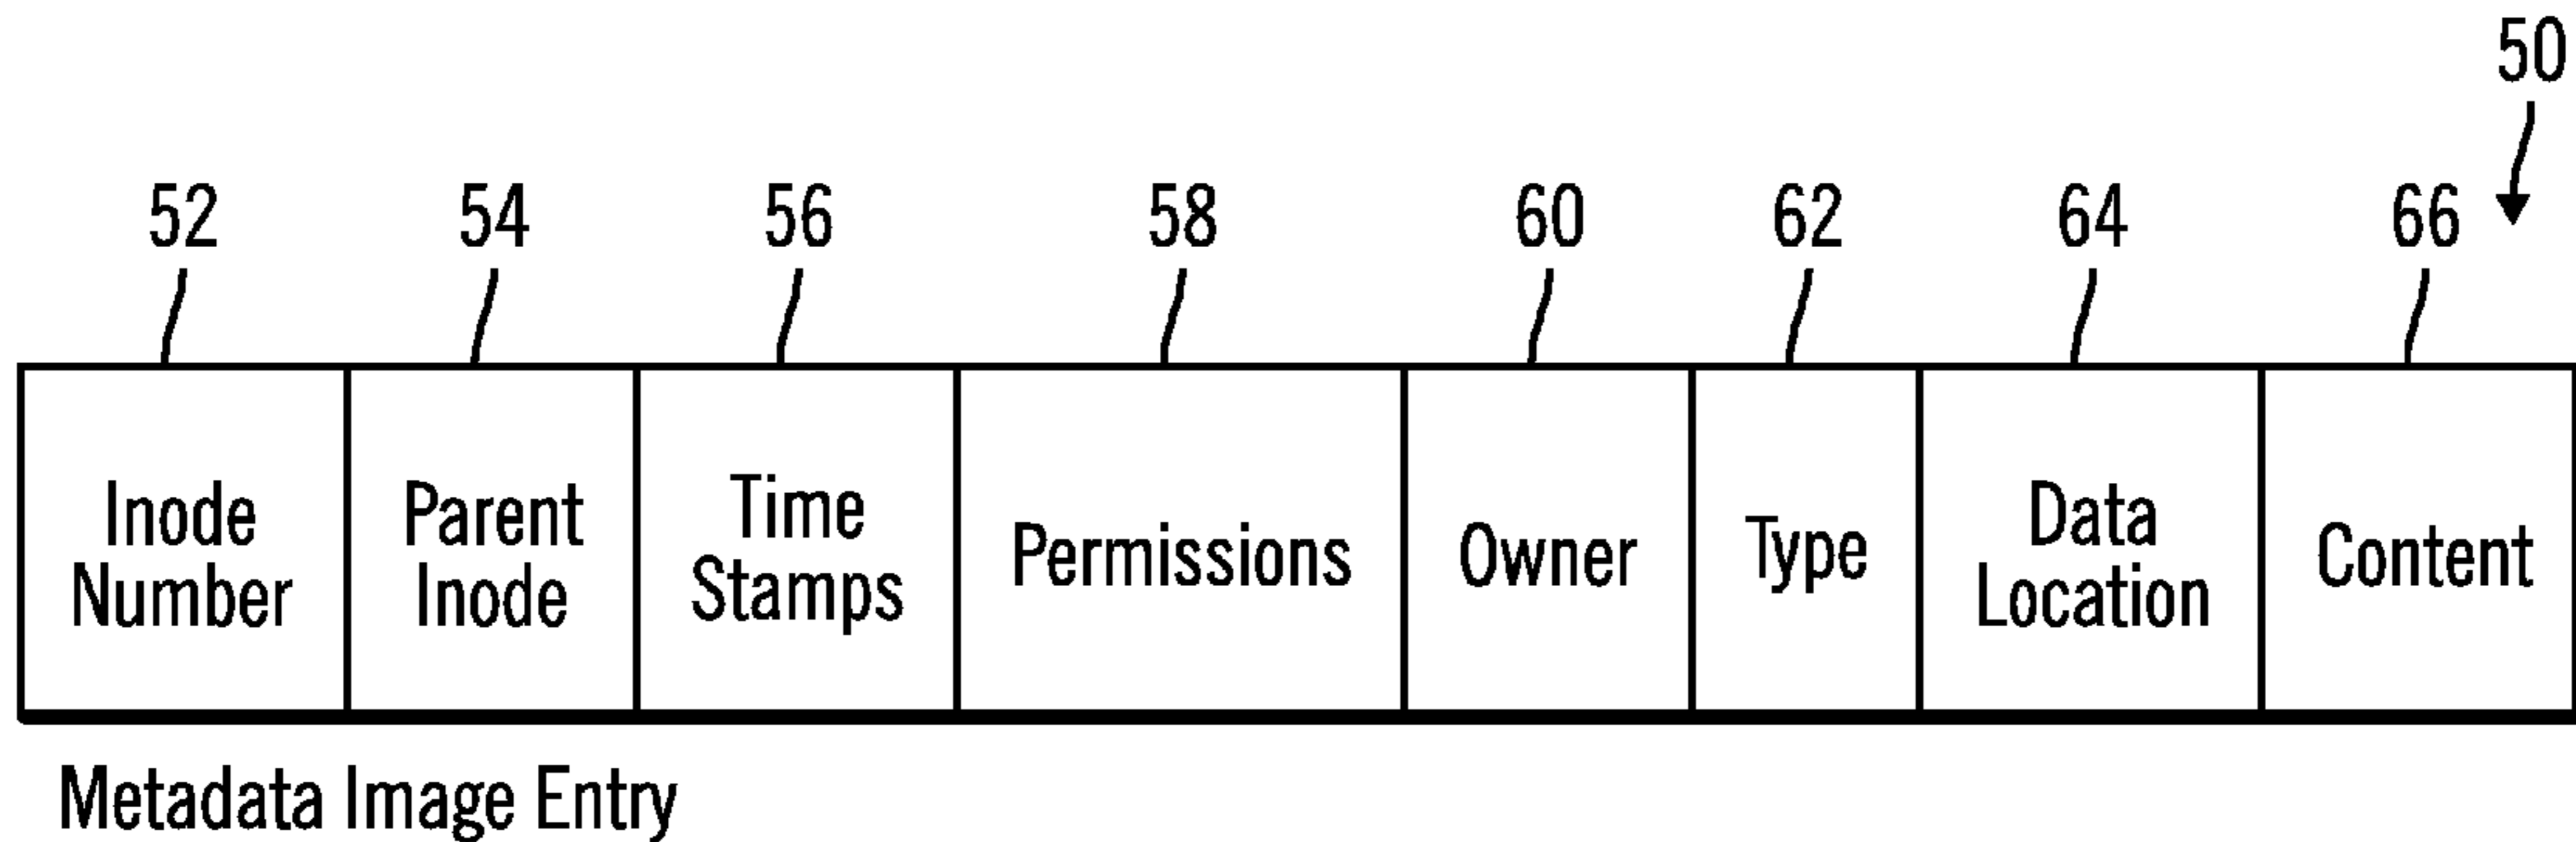 50
52 54 56 58 60 62 64 66
Inode
Number
Parent
Inode
Time
Stamps
Permissions
Owner
Type
Data
Location
Content
Metadata Image Entry